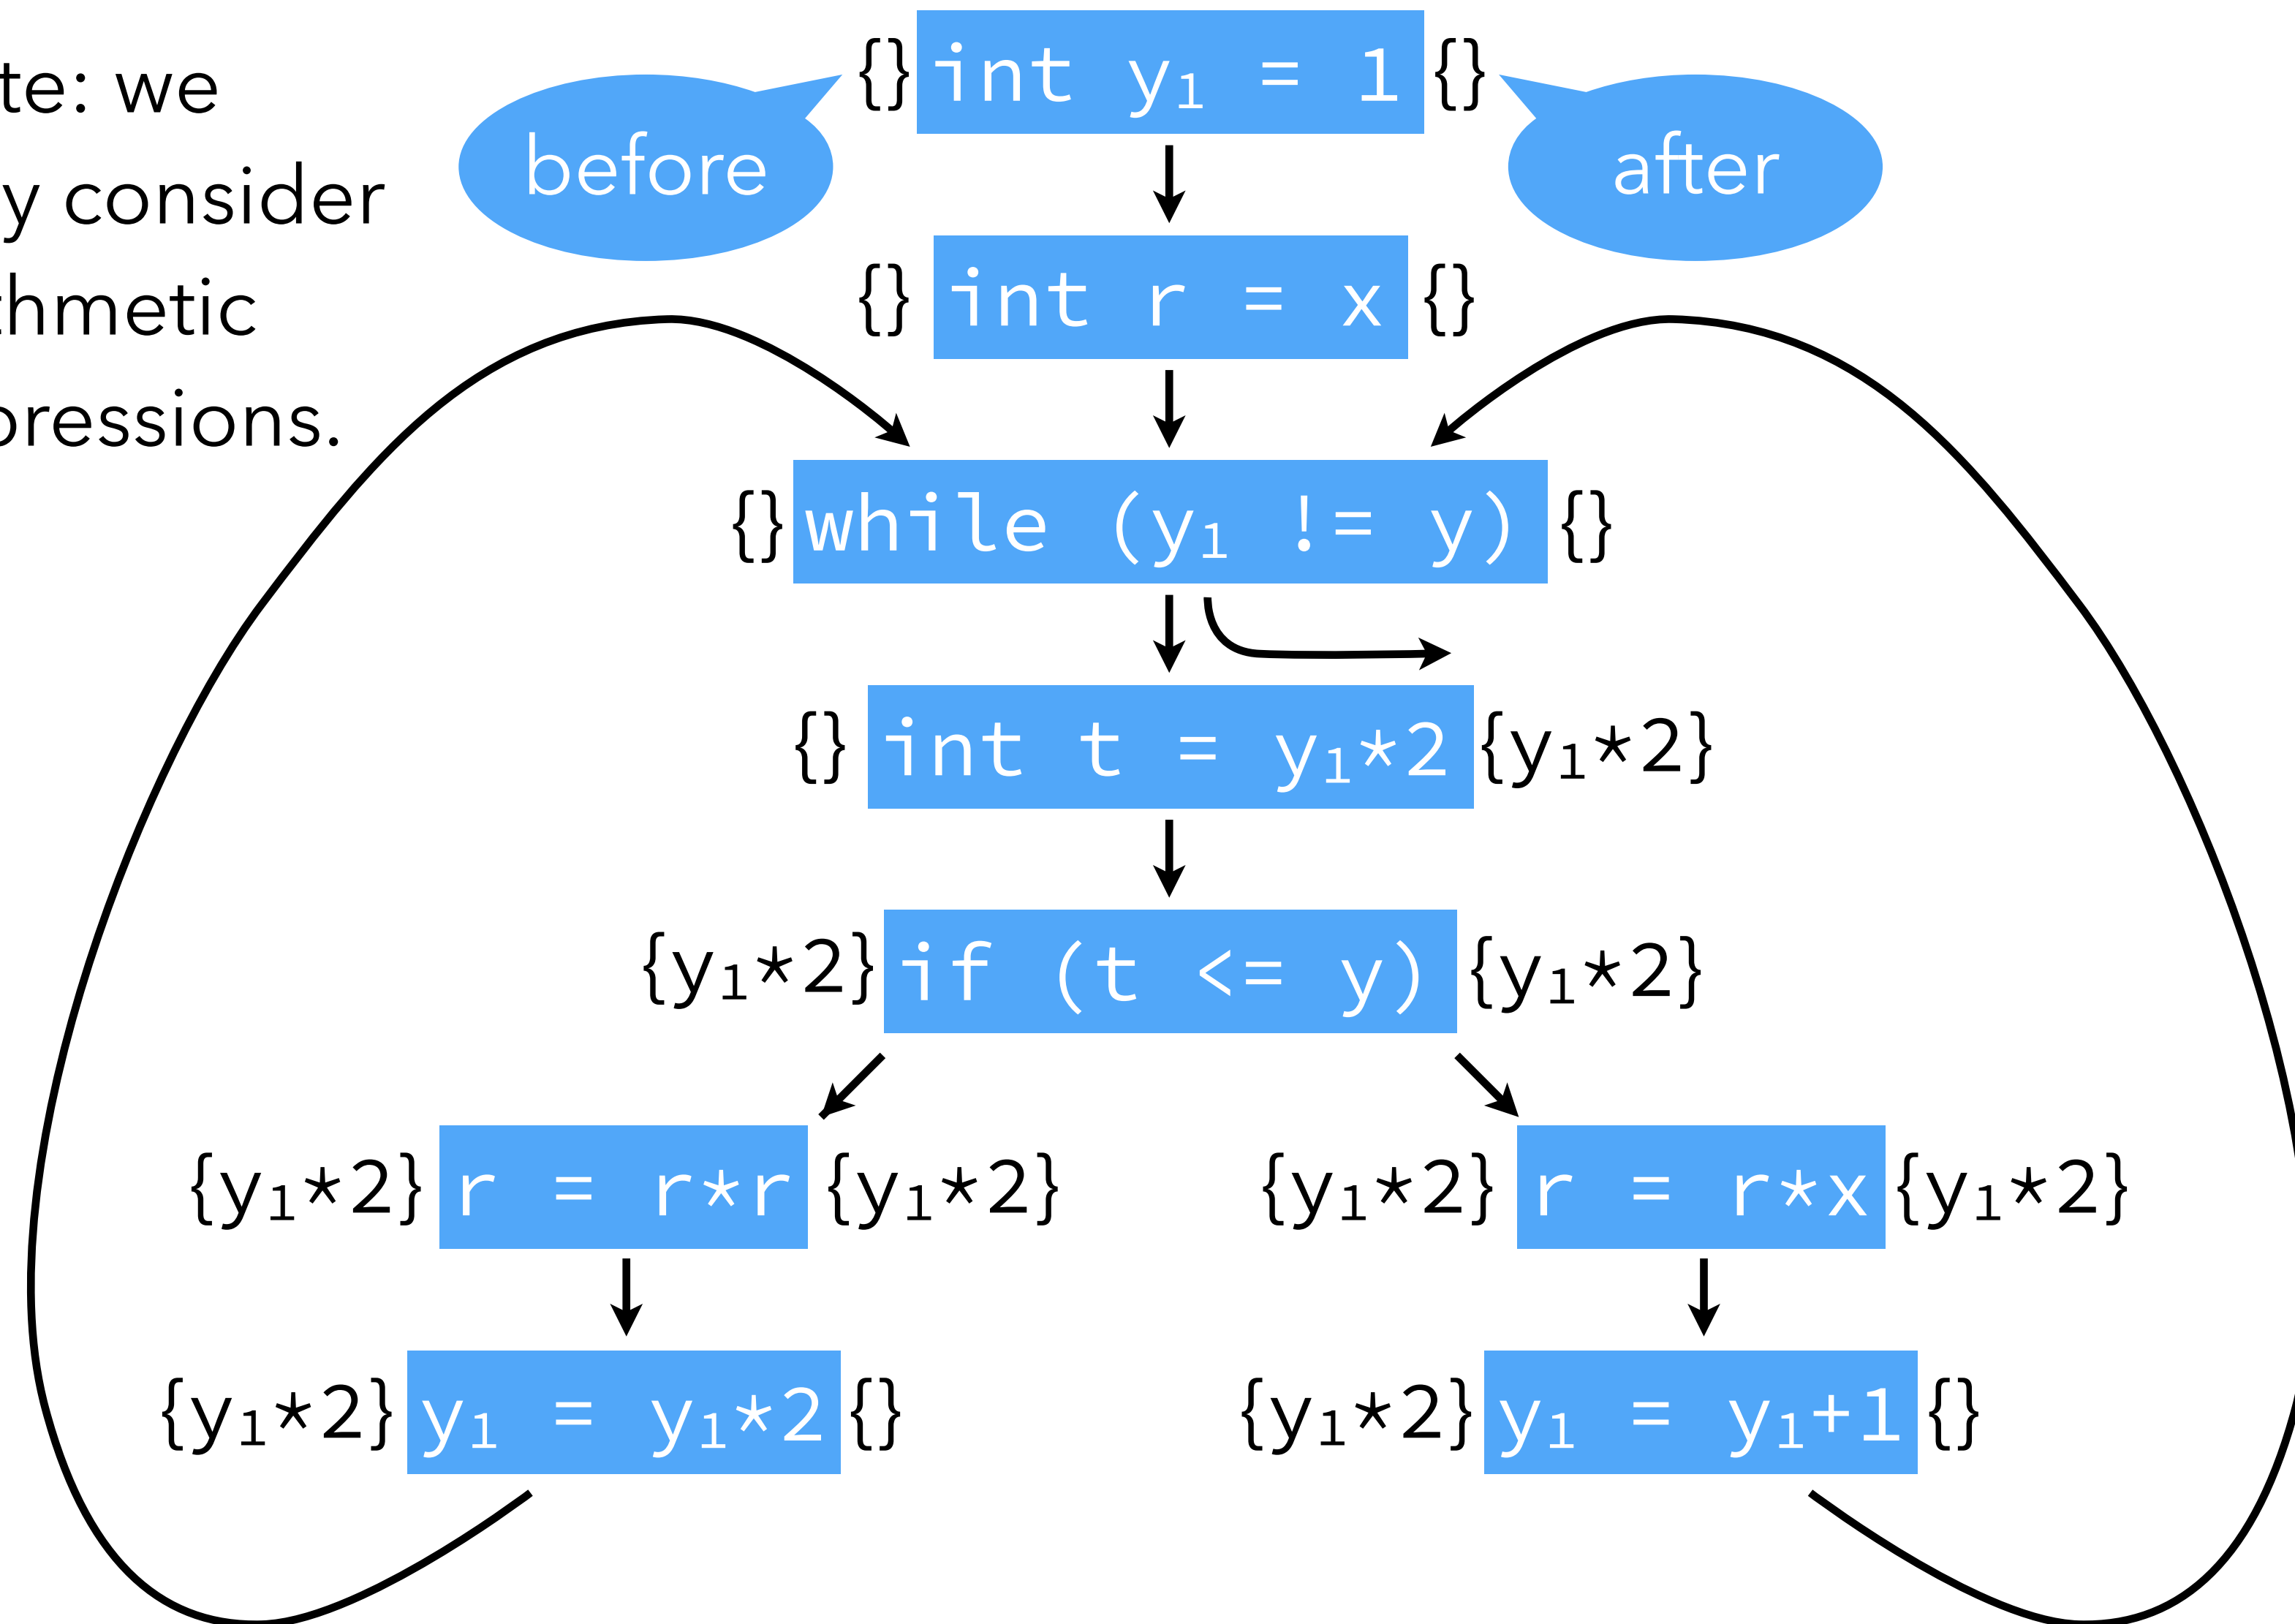 te: we
y consider
hmetic
pressions.
before
after
{} int y₁ = 1 {}
{} int r = x {}
{} while (y₁ != y) {}
{} int t = y₁*2 {y₁*2}
{y₁*2} if (t <= y) {y₁*2}
{y₁*2} r = r*r {y₁*2}
{y₁*2} r = r*x {y₁*2}
{y₁*2} y₁ = y₁*2 {}
{y₁*2} y₁ = y₁+1 {}